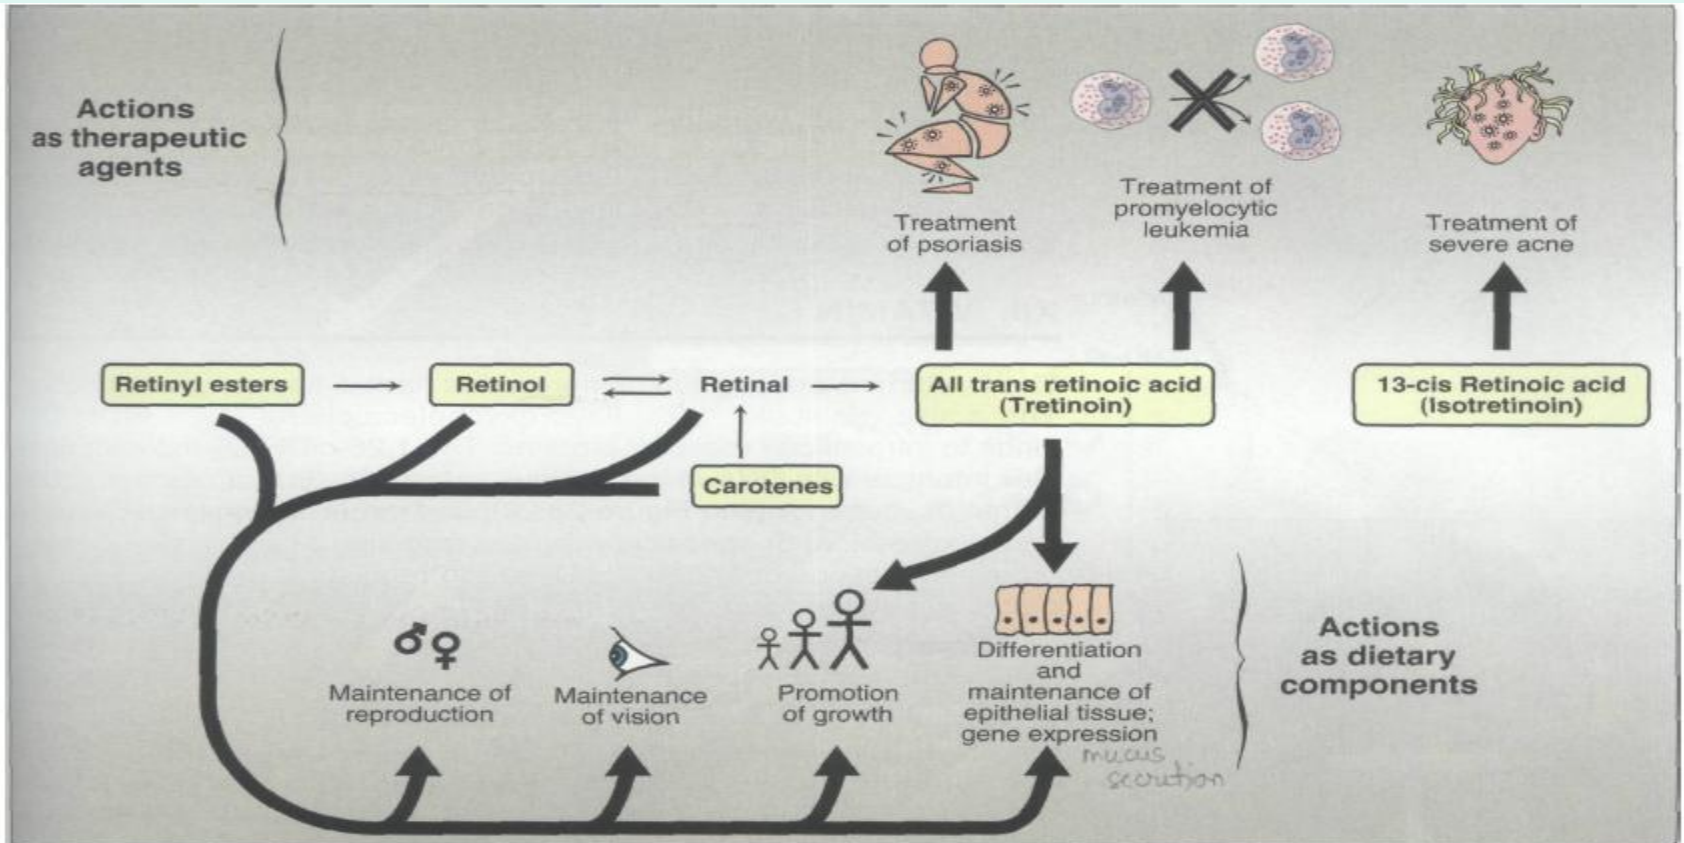 Actions
as therapeutic
agents
Treatment
of psoriasis
Treatment of
promyelocytic
leukemia
Treatment of
severe acne
Retinyl esters
Retinol
Retinal
All trans retinoic acid
(Tretinoin)
13-cis Retinoic acid
(Isotretinoin)
Carotenes
Maintenance of
reproduction
Maintenance
of vision
Promotion
of growth
Differentiation
and
maintenance of
epithelial tissue;
gene expression
mucus
secrution
Actions
as dietary
components